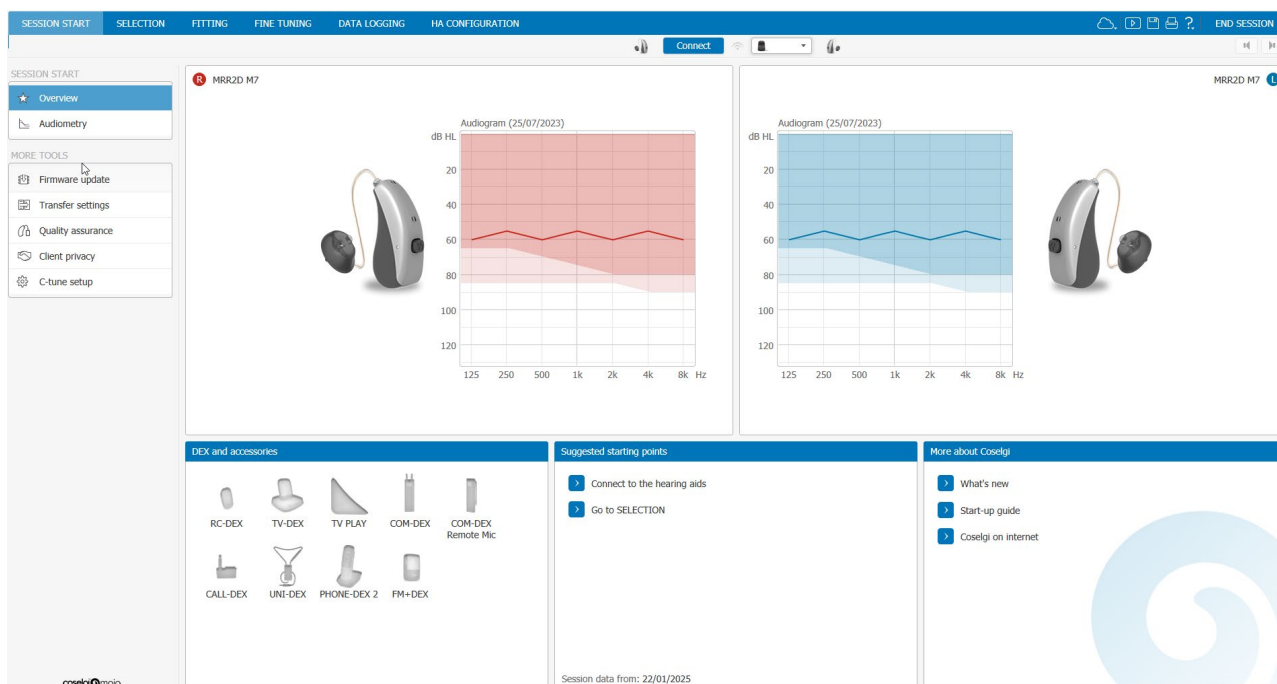 SESSION START SELECTION FITTING FINE TUNING DATA LOGGING HA CONFIGURATION ? END SESSION
Connect
SESSION START
Overview
Audiometry
MORE TOOLS
Firmware update
Transfer settings
Quality assurance
Client privacy
C-tune setup
R MRR2D M7
Audiogram (25/07/2023)
dB HL
20
40
60
80
100
120
125 250 500 1k 2k 4k 8k Hz
MRR2D M7 L
Audiogram (25/07/2023)
dB HL
20
40
60
80
100
120
125 250 500 1k 2k 4k 8k Hz
DEX and accessories
RC-DEX TV-DEX TV PLAY COM-DEX COM-DEX
Remote Mic
CALL-DEX UNI-DEX PHONE-DEX 2 FM+DEX
Suggested starting points
Connect to the hearing aids
Go to SELECTION
Session data from: 22/01/2025
More about Coselgi
What's new
Start-up guide
Coselgi on internet